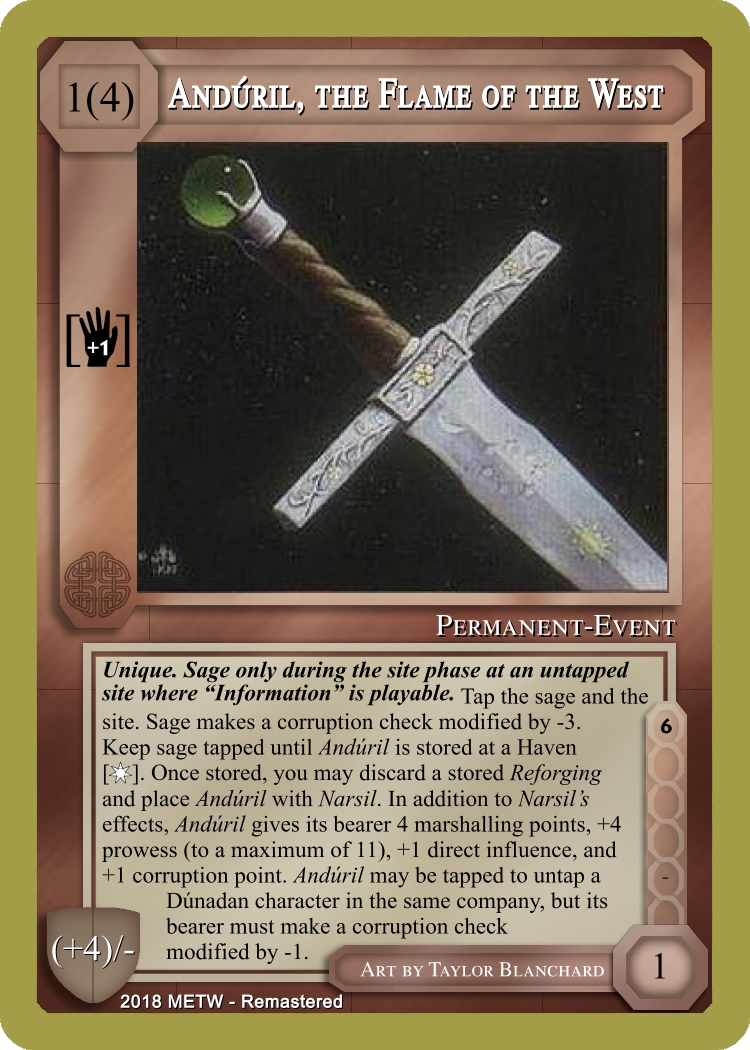 1(4)
Andúril, the Flame of the West
[+1]
Permanent-Event
Unique. Sage only during the site phase at an untapped
site where “Information” is playable. Tap the sage and the
site. Sage makes a corruption check modified by -3.
Keep sage tapped until Andúril is stored at a Haven
[☼]. Once stored, you may discard a stored Reforging
and place Andúril with Narsil. In addition to Narsil’s
effects, Andúril gives its bearer 4 marshalling points, +4
prowess (to a maximum of 11), +1 direct influence, and
+1 corruption point. Andúril may be tapped to untap a
Dúnadan character in the same company, but its
bearer must make a corruption check
modified by -1.
6
-
(+4)/-
Art by Taylor Blanchard
1
2018 METW - Remastered